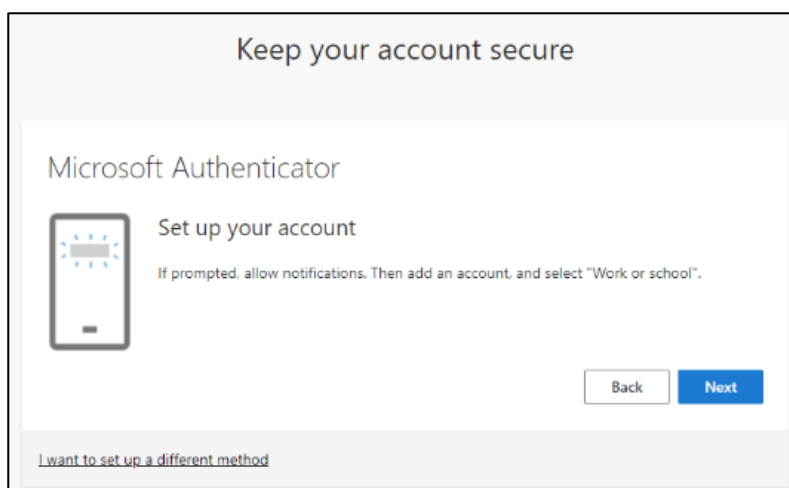 Keep your account secure
Microsoft Authenticator
Set up your account
If prompted, allow notifications. Then add an account, and select "Work or school".
Back
Next
I want to set up a different method